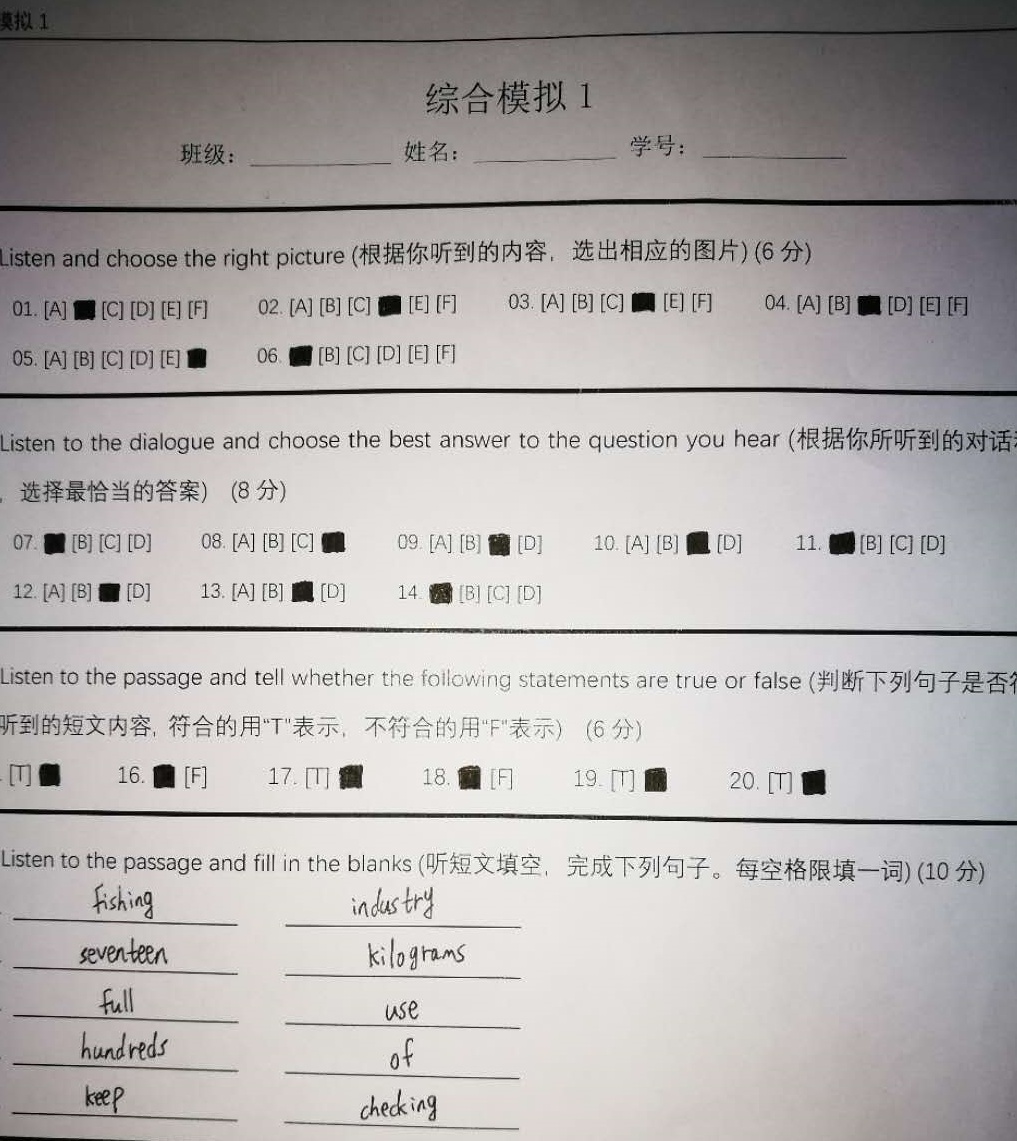 模拟 1
综合模拟 1
班级： 姓名： 学号：
Listen and choose the right picture (根据你听到的内容，选出相应的图片) (6 分)
01. [A] ■ [C] [D] [E] [F] 02. [A] [B] [C] ■ [E] [F] 03. [A] [B] [C] ■ [E] [F] 04. [A] [B] ■ [D] [E] [F]
05. [A] [B] [C] [D] [E] ■ 06. ■ [B] [C] [D] [E] [F]
Listen to the dialogue and choose the best answer to the question you hear (根据你所听到的对话
，选择最恰当的答案) (8 分)
07. ■ [B] [C] [D] 08. [A] [B] [C] ■ 09. [A] [B] ■ [D] 10. [A] [B] ■ [D] 11. ■ [B] [C] [D]
12. [A] [B] ■ [D] 13. [A] [B] ■ [D] 14. ■ [B] [C] [D]
Listen to the passage and tell whether the following statements are true or false (判断下列句子是否
听到的短文内容, 符合的用“T”表示，不符合的用“F”表示) (6 分)
. [T] ■ 16. ■ [F] 17. [T] ■ 18. ■ [F] 19. [T] ■ 20. [T] ■
Listen to the passage and fill in the blanks (听短文填空，完成下列句子。每空格限填一词) (10 分)
fishing industry
seventeen kilograms
full use
hundreds of
keep checking